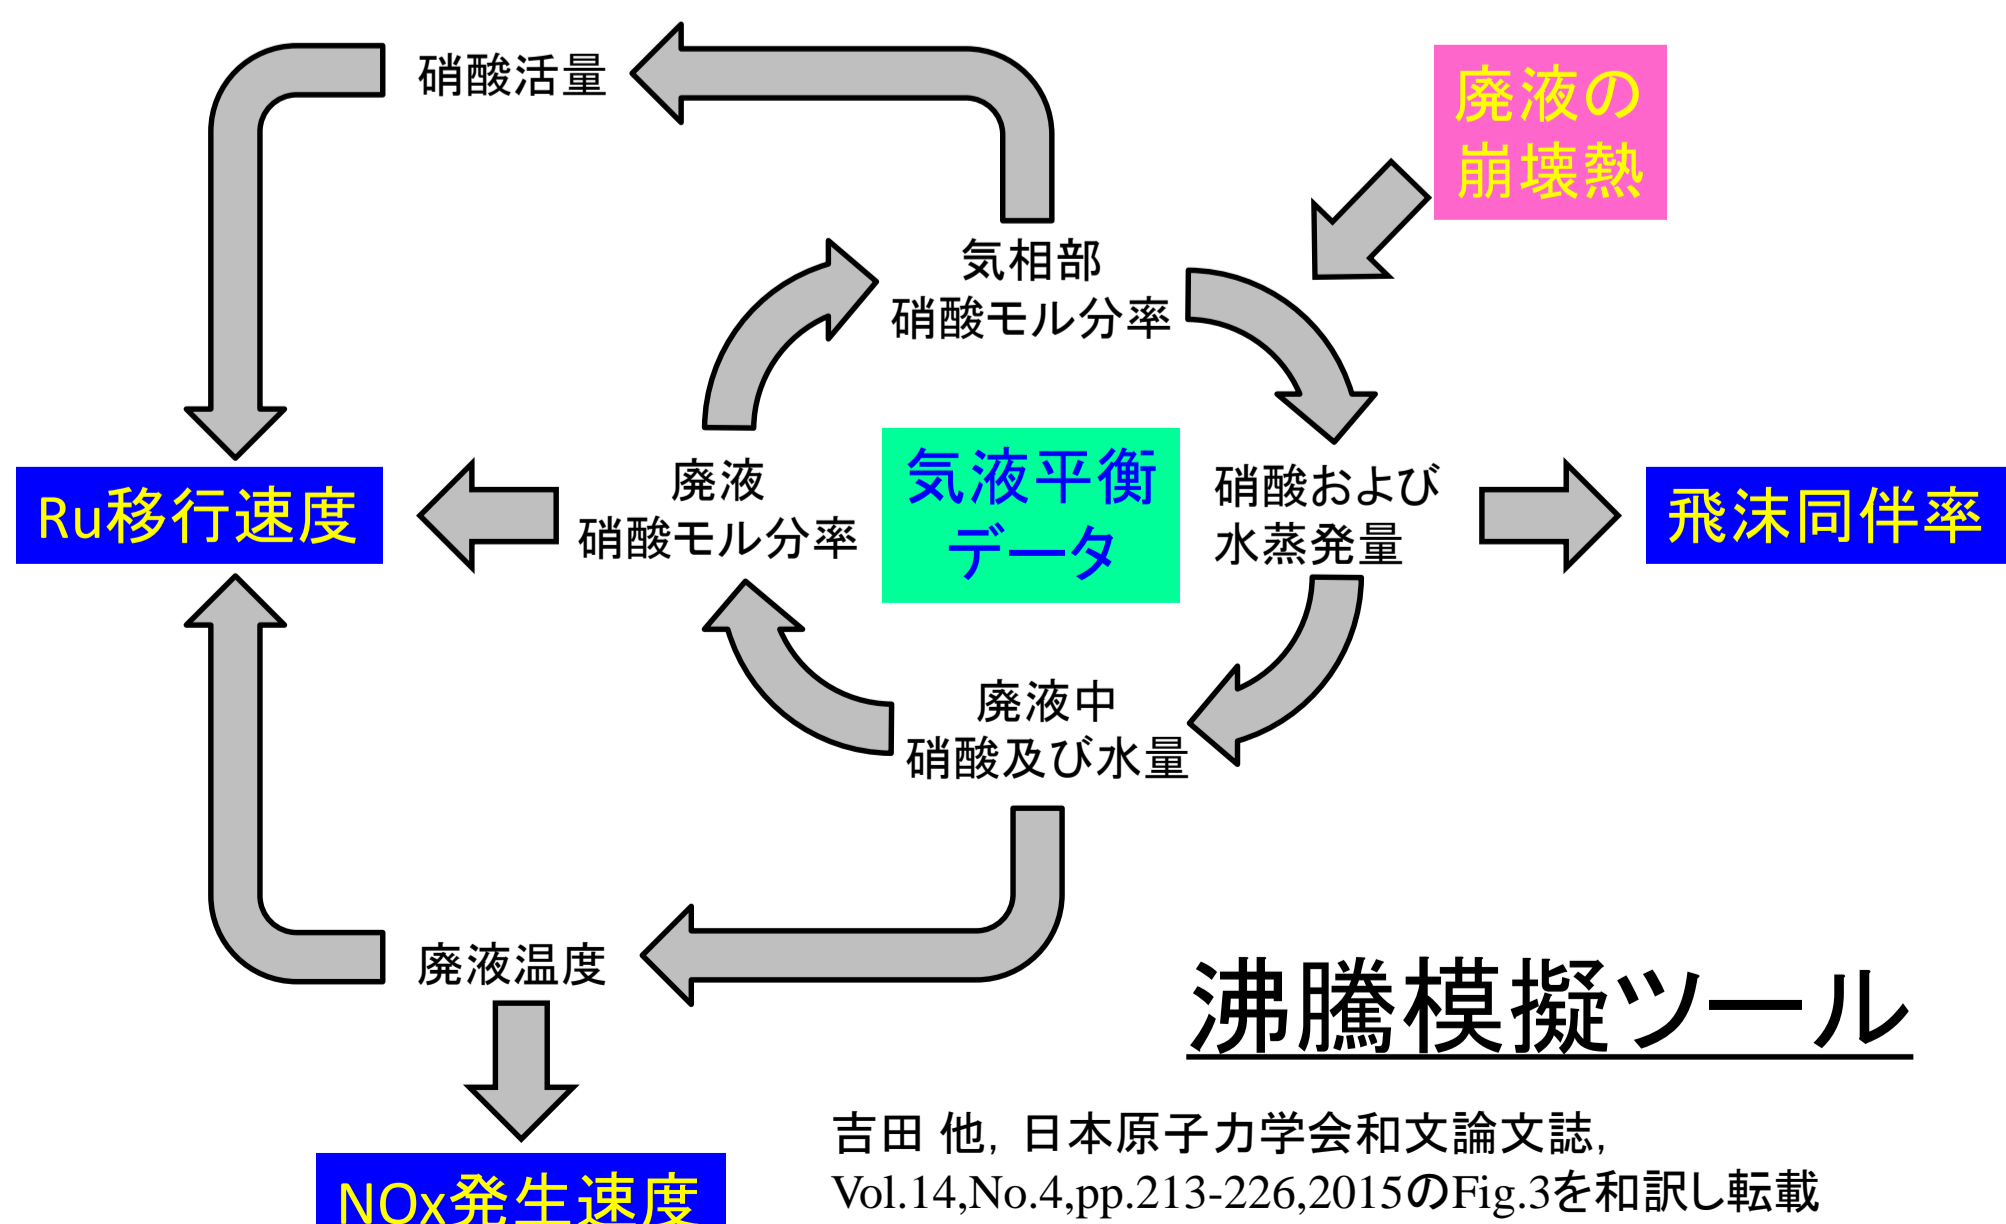 硝酸活量
廃液の
崩壊熱
気相部
硝酸モル分率
Ru移行速度
廃液
硝酸モル分率
気液平衡
データ
硝酸および
水蒸発量
飛沫同伴率
廃液中
硝酸及び水量
廃液温度
沸騰模擬ツール
NOx発生速度
吉田 他, 日本原子力学会和文論文誌,
Vol.14,No.4,pp.213-226,2015のFig.3を和訳し転載